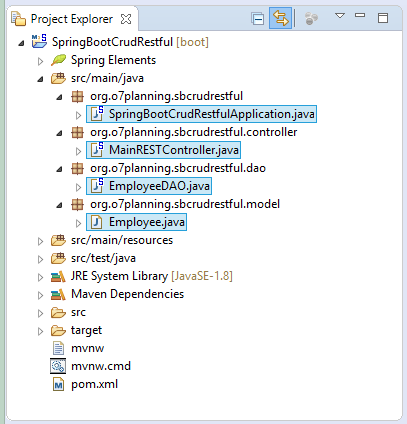 Project Explorer
SpringBootCrudRestful [boot]
Spring Elements
src/main/java
org.o7planning.sbcrudrestful
SpringBootCrudRestfulApplication.java
org.o7planning.sbcrudrestful.controller
MainRESTController.java
org.o7planning.sbcrudrestful.dao
EmployeeDAO.java
org.o7planning.sbcrudrestful.model
Employee.java
src/main/resources
src/test/java
JRE System Library [JavaSE-1.8]
Maven Dependencies
src
target
mvnw
mvnw.cmd
pom.xml